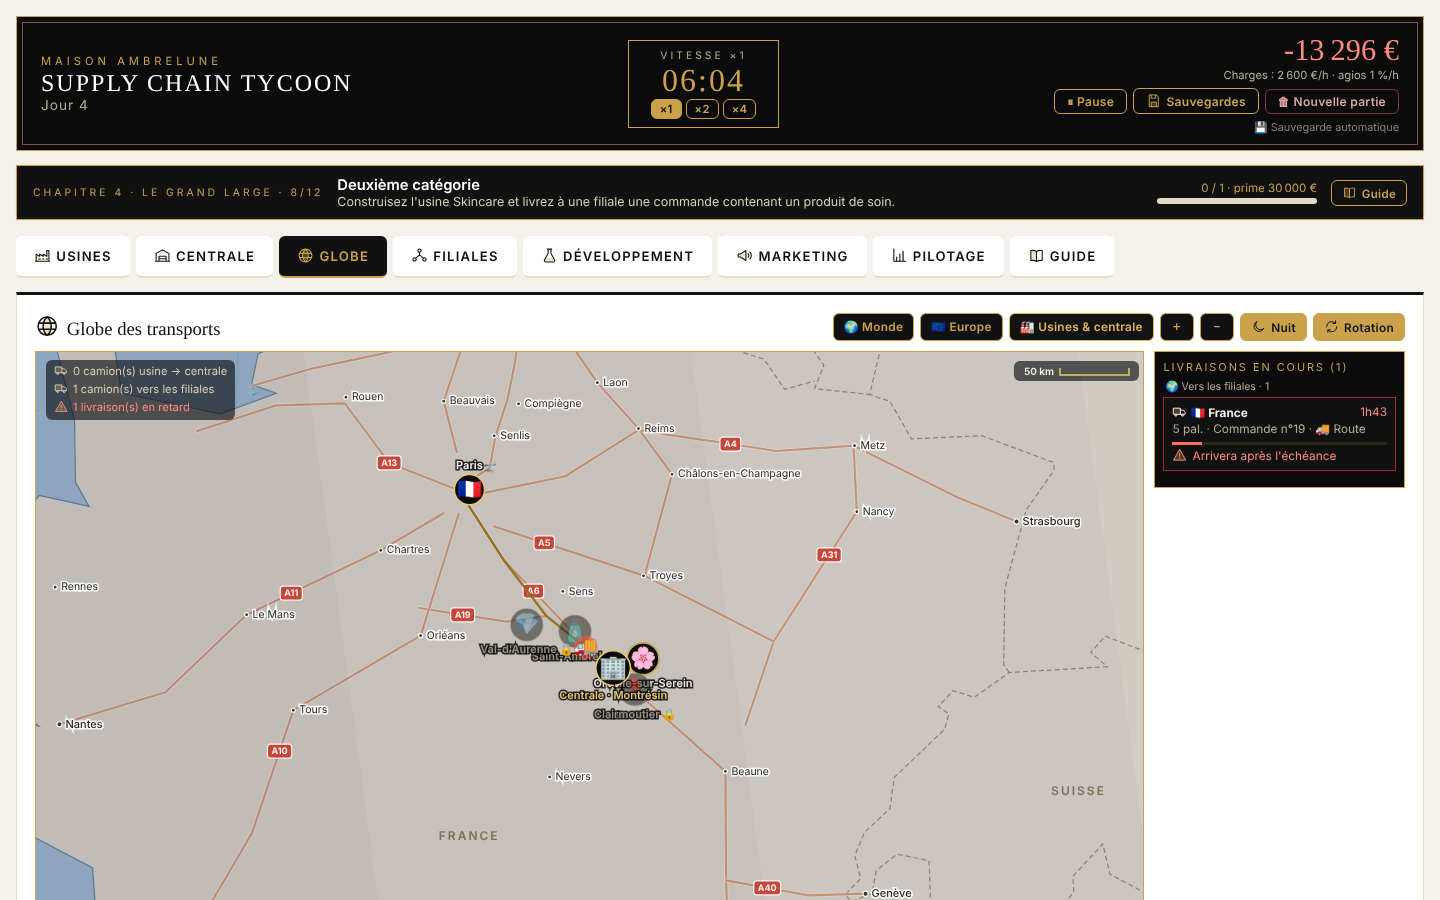 MAISON AMBRELUNE
SUPPLY CHAIN TYCOON
Jour 4
VITESSE ×1
06:04
×1 ×2 ×4
-13 296 €
Charges : 2 600 €/h · agios 1 %/h
Pause
Sauvegardes
Nouvelle partie
Sauvegarde automatique
CHAPITRE 4 · LE GRAND LARGE · 8/12
Deuxième catégorie
Construisez l'usine Skincare et livrez à une filiale une commande contenant un produit de soin.
0 / 1 · prime 30 000 €
Guide
USINES
CENTRALE
GLOBE
FILIALES
DÉVELOPPEMENT
MARKETING
PILOTAGE
GUIDE
Globe des transports
Monde
Europe
Usines & centrale
+
−
Nuit
Rotation
0 camion(s) usine → centrale
1 camion(s) vers les filiales
1 livraison(s) en retard
50 km
Laon
Rouen
Beauvais
Compiègne
Senlis
Reims
A4
Metz
A13
Paris
Châlons-en-Champagne
Nancy
Strasbourg
Chartres
A5
A31
Troyes
Rennes
A11
A6
Sens
Le Mans
A19
Orléans
Val-d'Aurenne
Centrale · Montrésin
Clairmoutier
Tours
Nantes
A10
Nevers
Beaune
SUISSE
FRANCE
A40
Genève
LIVRAISONS EN COURS (1)
Vers les filiales · 1
France
1h43
5 pal. · Commande n°19 · Route
Arrivera après l'échéance